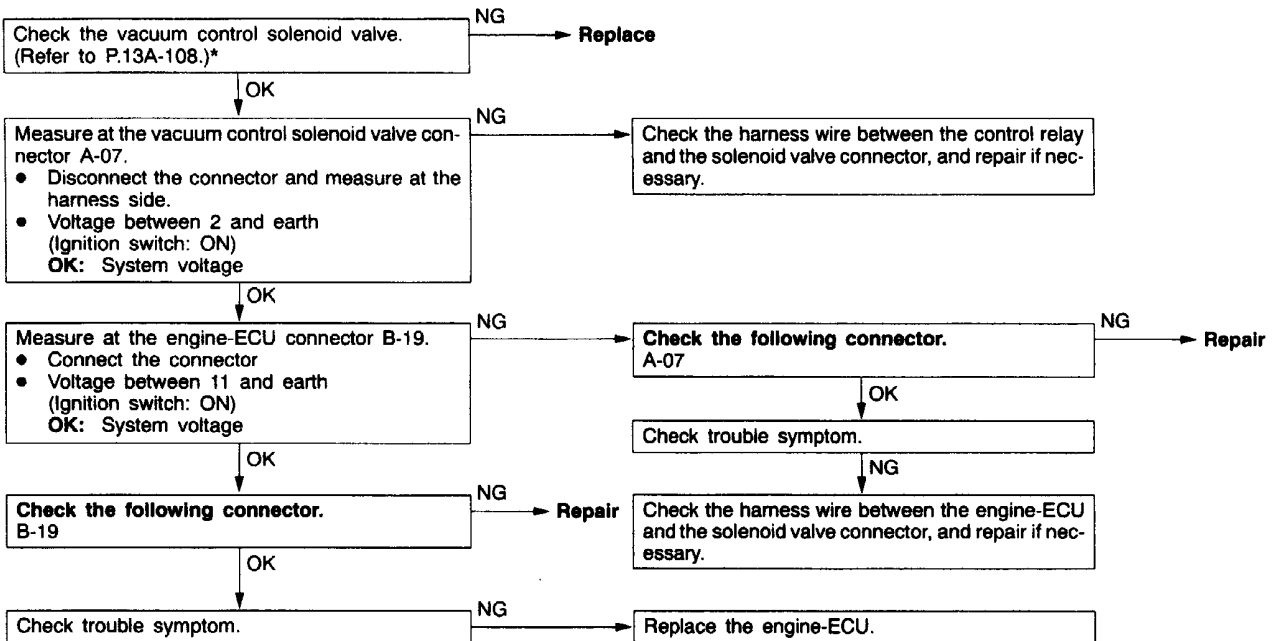 Check the vacuum control solenoid valve.
(Refer to P.13A-108.)*
NG
Replace
OK
Measure at the vacuum control solenoid valve con-
nector A-07.
● Disconnect the connector and measure at the
harness side.
● Voltage between 2 and earth
(Ignition switch: ON)
OK: System voltage
NG
Check the harness wire between the control relay
and the solenoid valve connector, and repair if nec-
essary.
OK
Measure at the engine-ECU connector B-19.
● Connect the connector
● Voltage between 11 and earth
(Ignition switch: ON)
OK: System voltage
NG
Check the following connector.
A-07
NG
Repair
OK
Check trouble symptom.
NG
Check the harness wire between the engine-ECU
and the solenoid valve connector, and repair if nec-
essary.
OK
Check the following connector.
B-19
NG
Repair
OK
Check trouble symptom.
NG
Replace the engine-ECU.